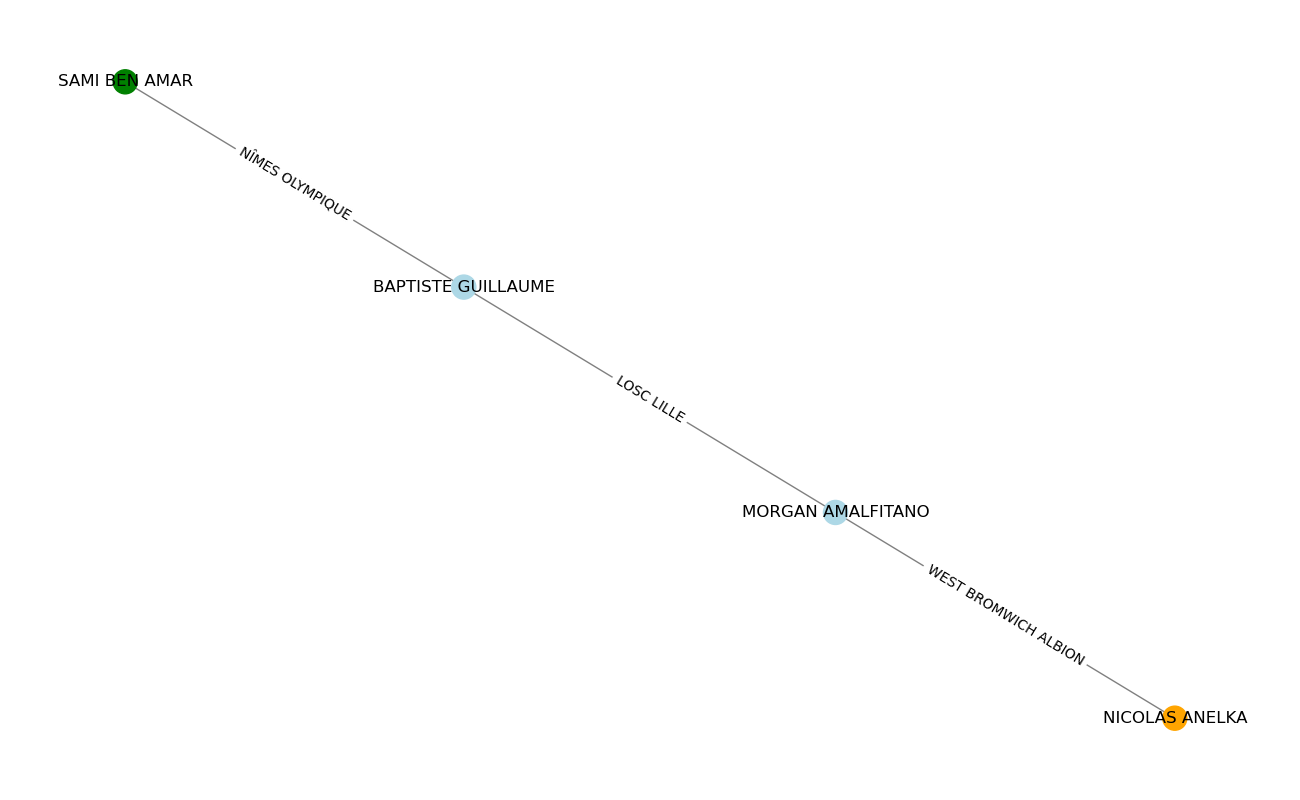 SAMI BEN AMAR
NÎMES OLYMPIQUE
BAPTISTE GUILLAUME
LOSC LILLE
MORGAN AMALFITANO
WEST BROMWICH ALBION
NICOLAS ANELKA